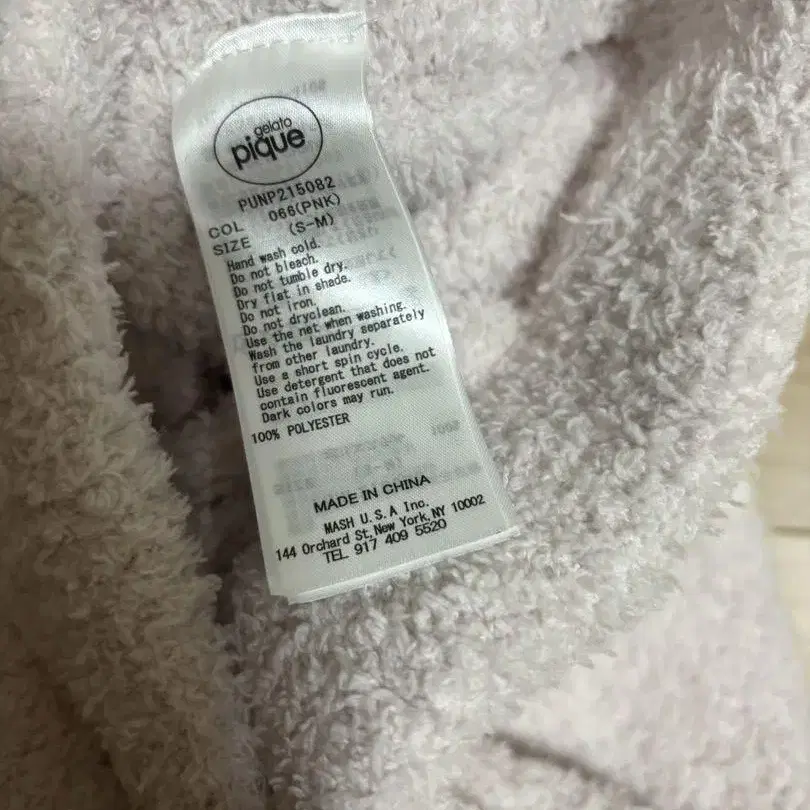 gelato
pique
PUNP215082
COL 066(PNK)
SIZE (S-M)
Hand wash cold.
Do not bleach.
Do not tumble dry.
Dry flat in shade.
Do not iron.
Do not dryclean.
Use the net when washing.
Wash the laundry separately
from other laundry.
Use a short spin cycle.
Use detergent that does not
contain fluorescent agent.
Dark colors may run.
100% POLYESTER
MADE IN CHINA
MASH U.S.A Inc.
144 Orchard St,New York,NY 10002
TEL 917 409 5520